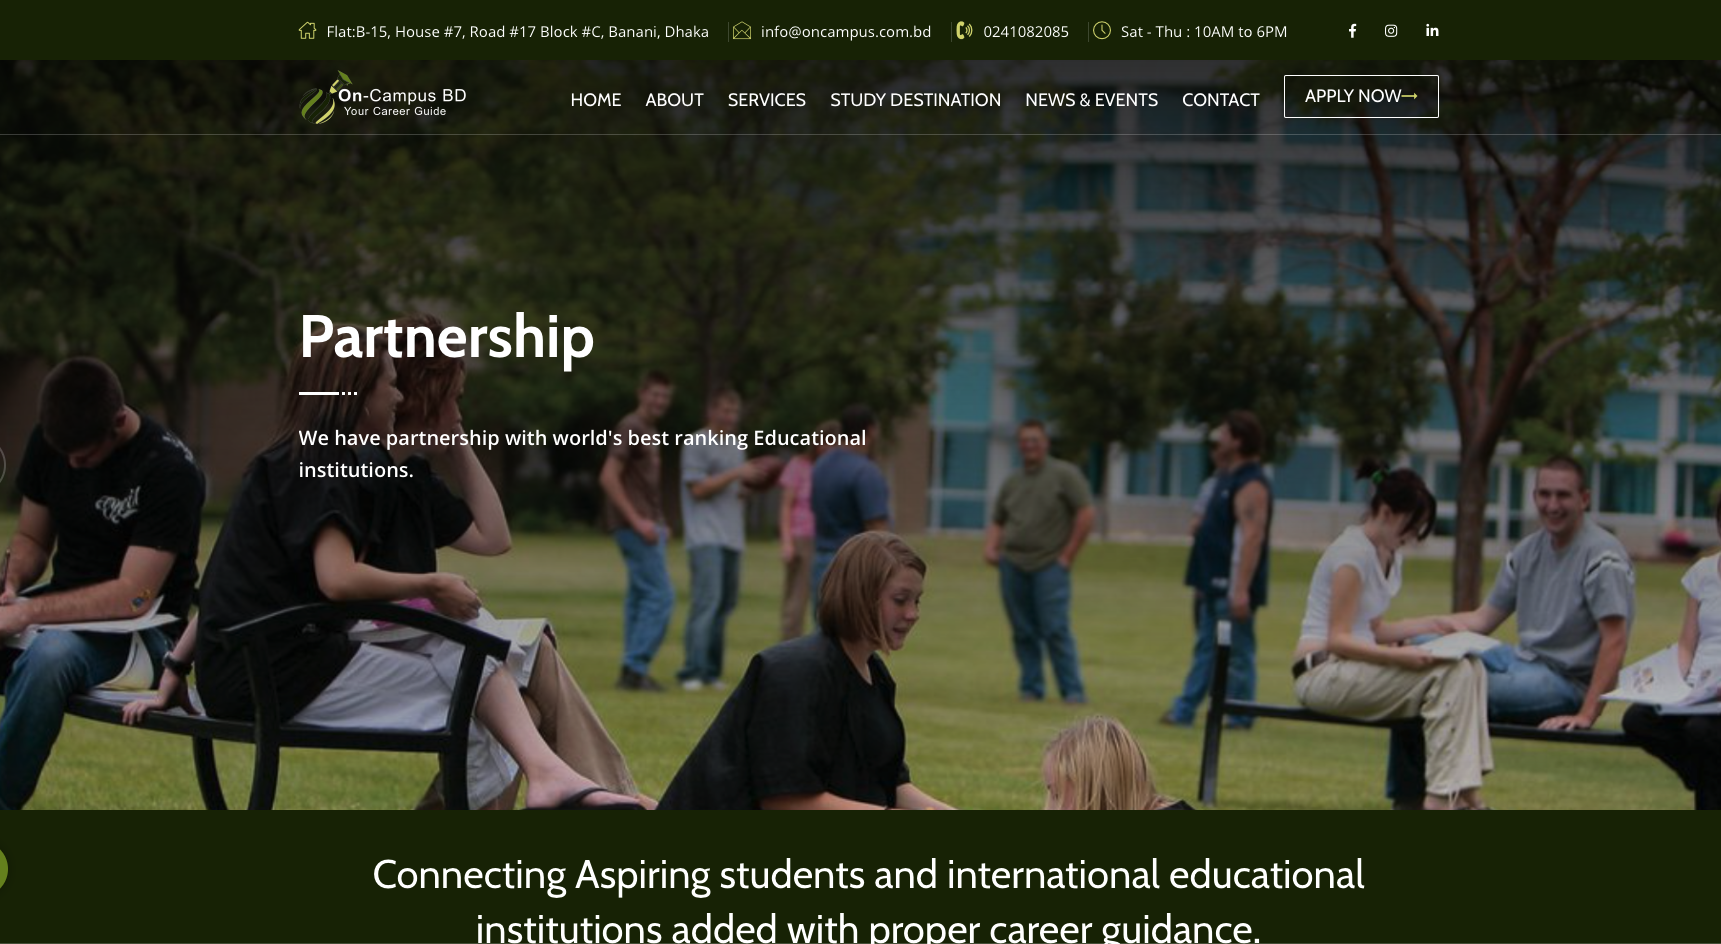 Flat:B-15, House #7, Road #17 Block #C, Banani, Dhaka
info@oncampus.com.bd
0241082085
Sat - Thu : 10AM to 6PM
On-Campus BD
Your Career Guide
HOME
ABOUT
SERVICES
STUDY DESTINATION
NEWS & EVENTS
CONTACT
APPLY NOW
Partnership
We have partnership with world's best ranking Educational
institutions.
Connecting Aspiring students and international educational
institutions added with proper career guidance.